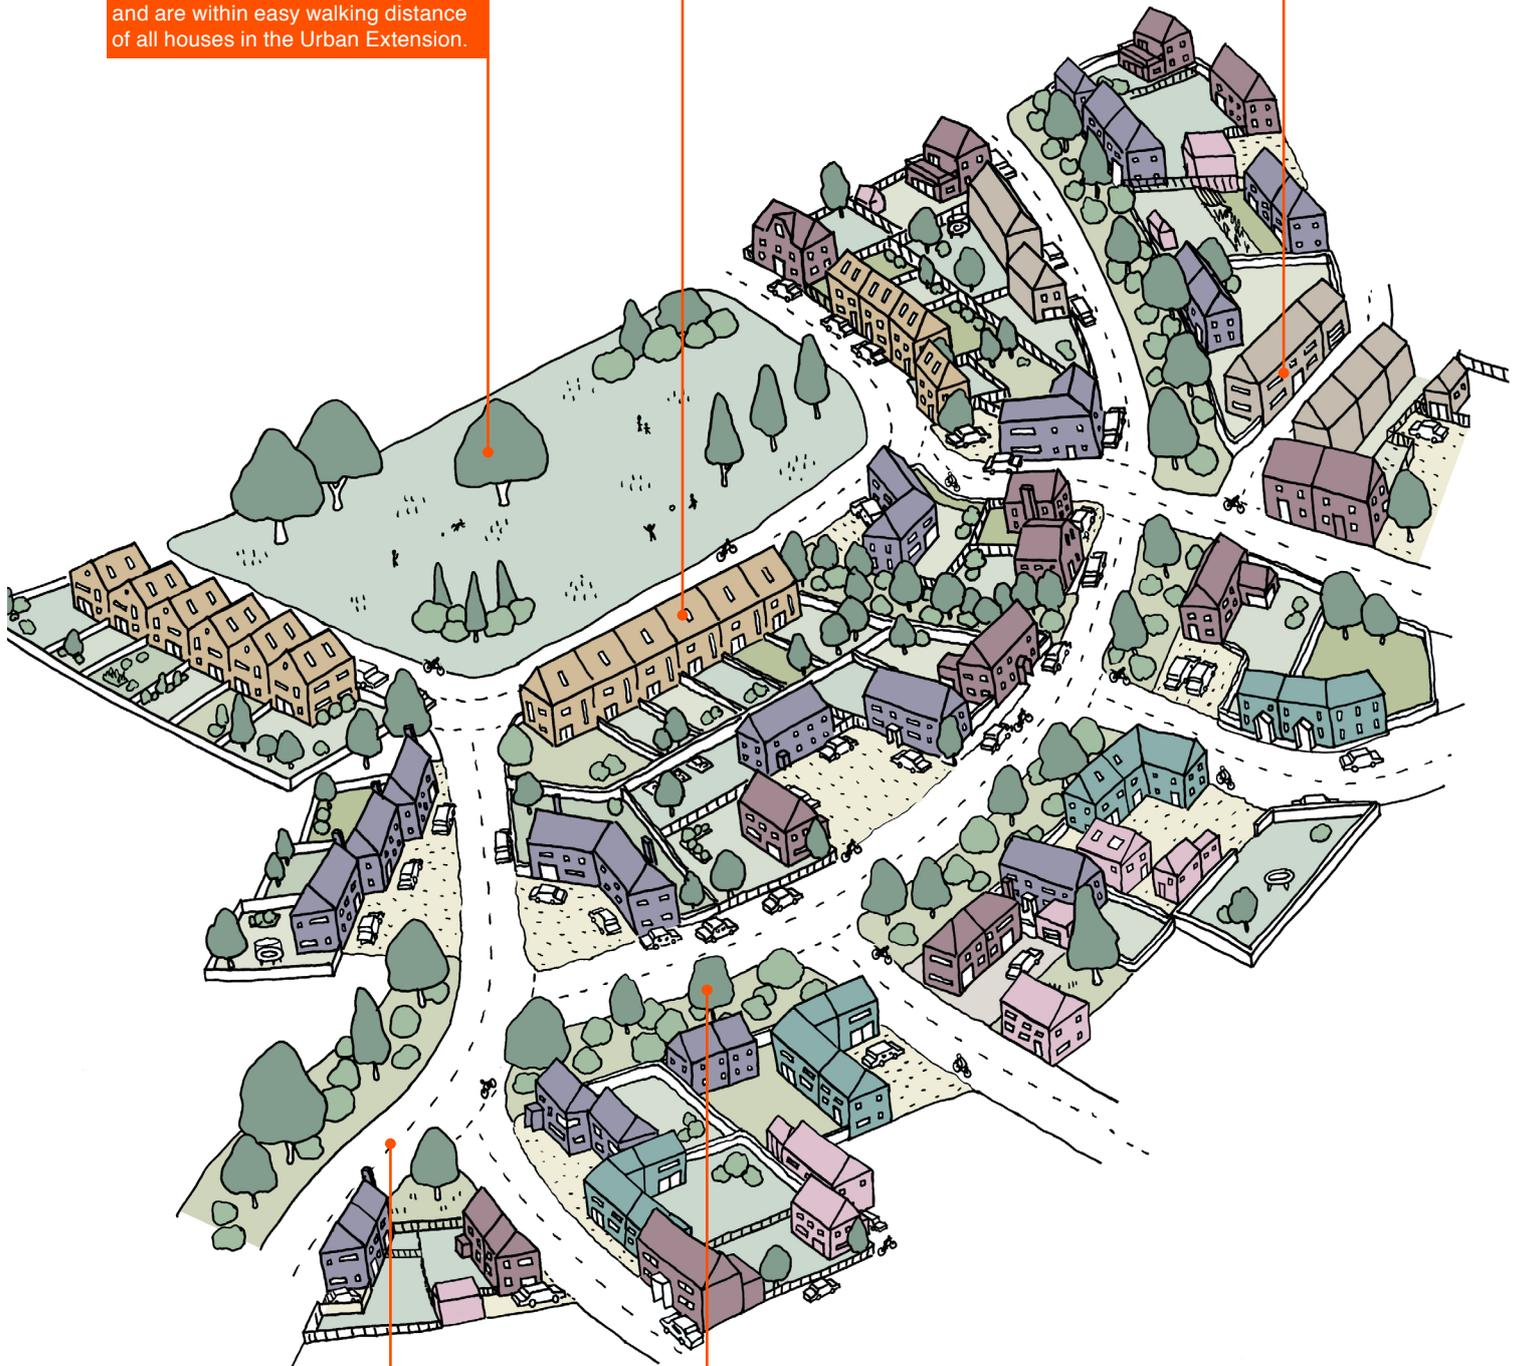 and are within easy walking distance
of all houses in the Urban Extension.